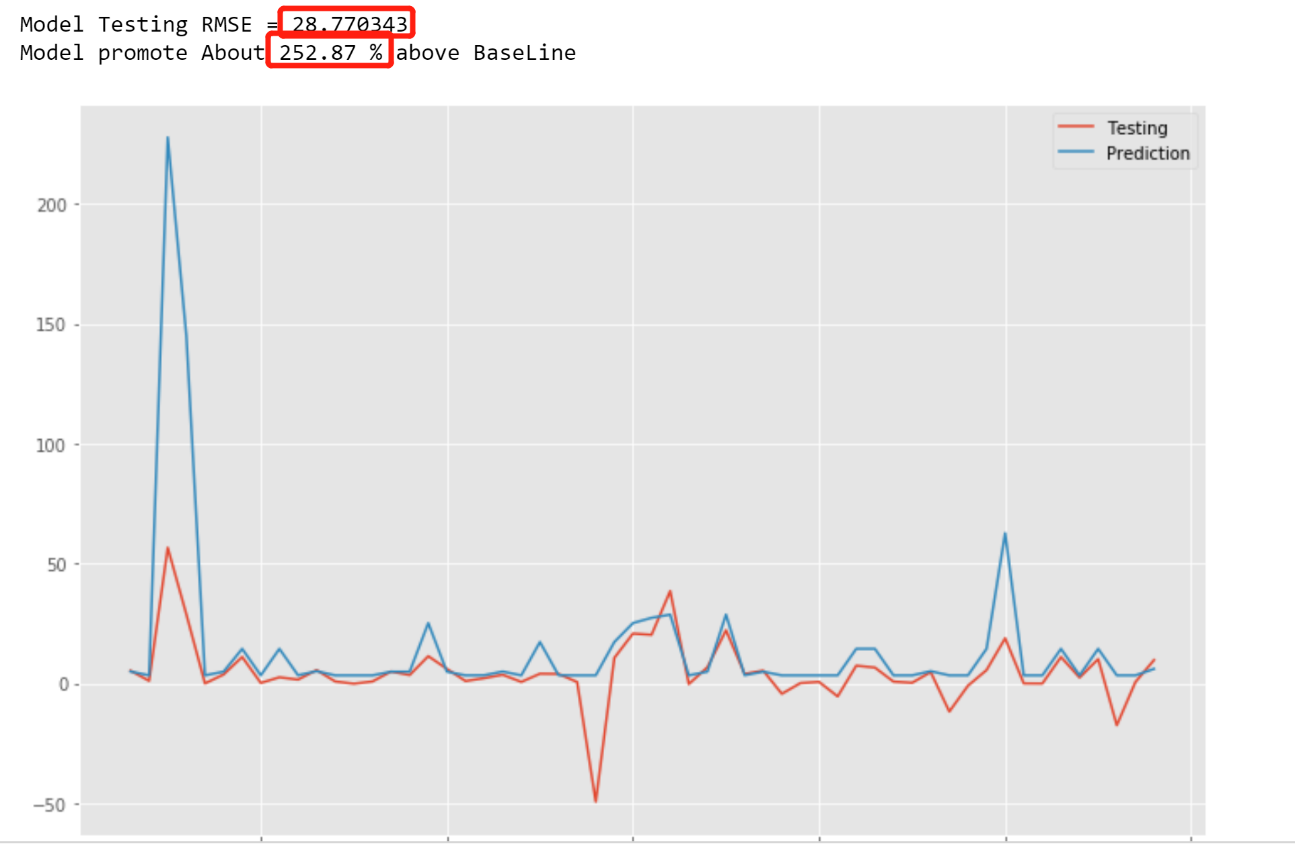 Model Testing RMSE = 28.770343
Model promote About 252.87 % above BaseLine
Testing
Prediction
200
150
100
50
0
−50